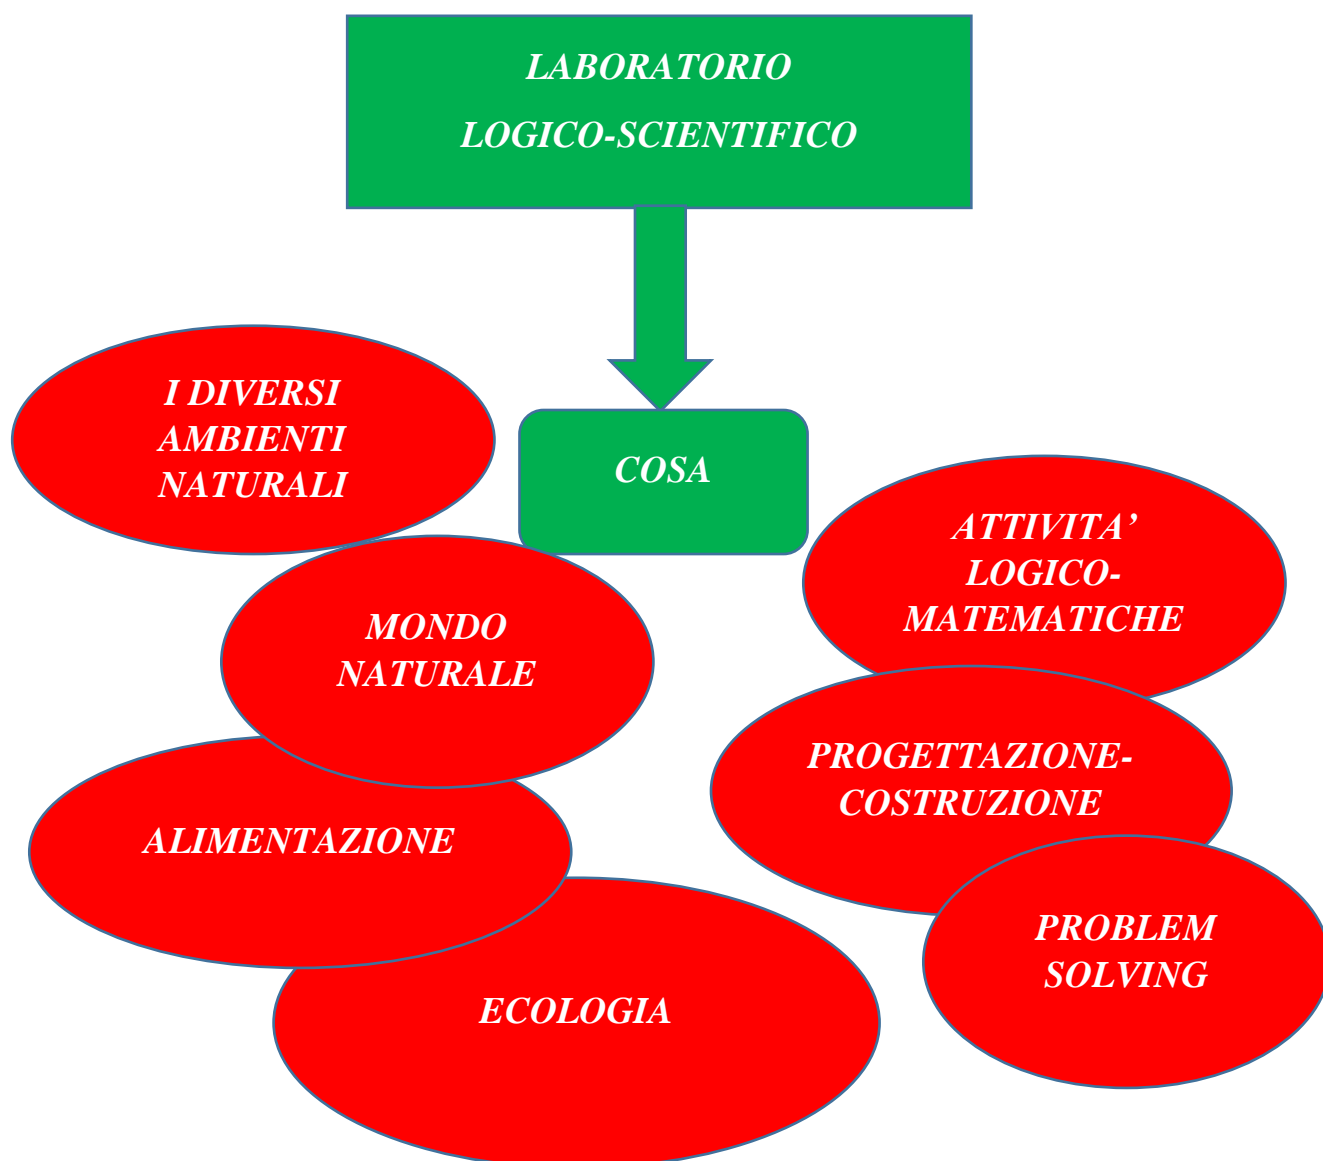 LABORATORIO
LOGICO-SCIENTIFICO
I DIVERSI
AMBIENTI
NATURALI
COSA
ATTIVITA’
LOGICO-
MATEMATICHE
MONDO
NATURALE
PROGETTAZIONE-
COSTRUZIONE
ALIMENTAZIONE
PROBLEM
SOLVING
ECOLOGIA